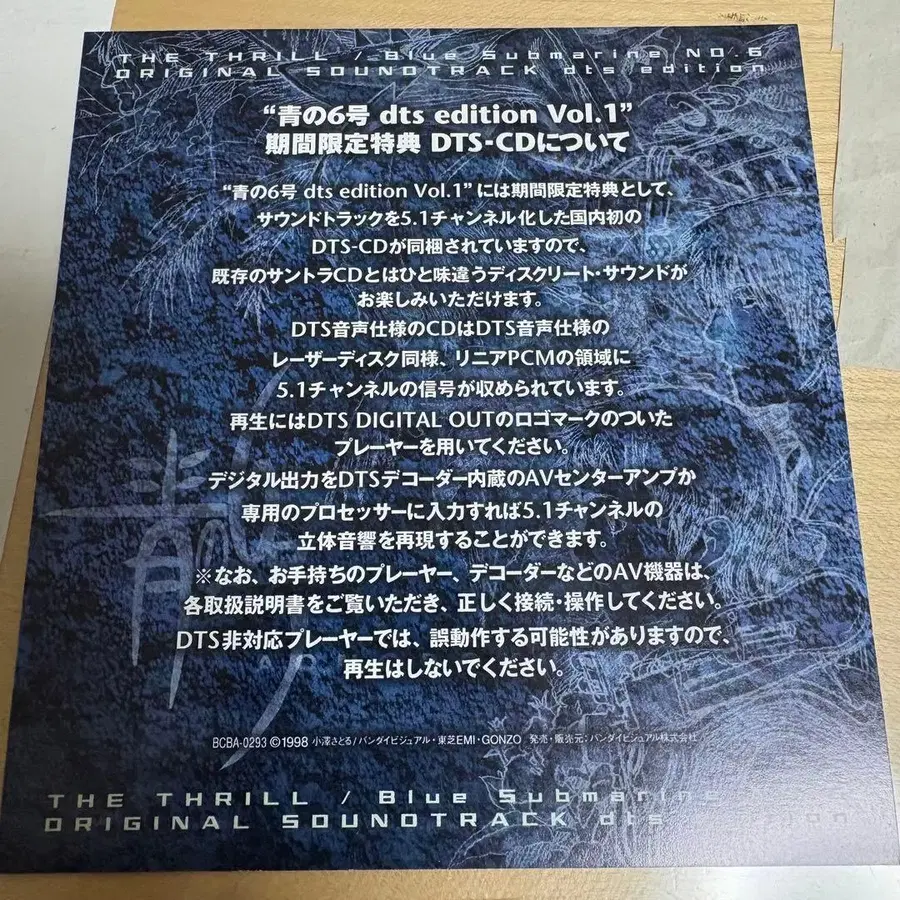 THE THRILL / Blue Submarine NO.6
ORIGINAL SOUNDTRACK dts edition
“青の6号 dts edition Vol.1”
期間限定特典 DTS-CDについて
“青の6号 dts edition Vol.1”には期間限定特典として、
サウンドトラックを5.1チャンネル化した国内初の
DTS-CDが同梱されていますので、
既存のサントラCDとはひと味違うディスクリート・サウンドが
お楽しみいただけます。
DTS音声仕様のCDはDTS音声仕様の
レーザーディスク同様、リニアPCMの領域に
5.1チャンネルの信号が収められています。
再生にはDTS DIGITAL OUTのロゴマークのついた
プレーヤーを用いてください。
デジタル出力をDTSデコーダー内蔵のAVセンターアンプか
専用のプロセッサーに入力すれば5.1チャンネルの
立体音響を再現することができます。
※なお、お手持ちのプレーヤー、デコーダーなどのAV機器は、
各取扱説明書をご覧いただき、正しく接続・操作してください。
DTS非対応プレーヤーでは、誤動作する可能性がありますので、
再生はしないでください。
BCBA-0293 ©1998 小澤さとる/バンダイビジュアル・東芝EMI・GONZO 発売・販売元:バンダイビジュアル株式会社
THE THRILL / Blue Submarine
ORIGINAL SOUNDTRACK dts edition